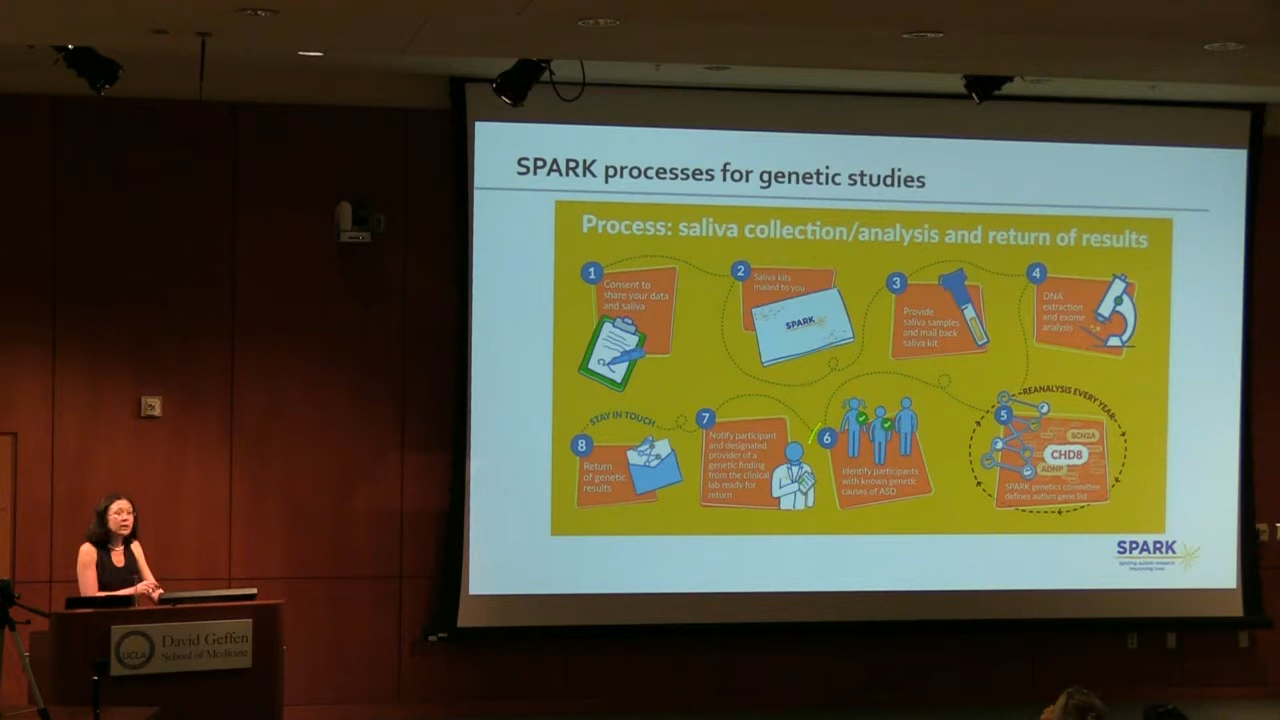 SPARK processes for genetic studies
Process: saliva collection/analysis and return of results
1
Consent to
share your data
and saliva
2
Saliva kits
mailed to you
SPARK
3
Provide
saliva samples
and mail back
saliva kit.
4
DNA
extraction
and exome
analysis
REANALYSIS EVERY YEAR
5
SCN2A
CHD8
ADNP
SPARK genetics committee
defines autism gene list
6
Identify participants
with known genetic
causes of ASD
7
Notify participant
and designated
provider of a
genetic finding
from the clinical
lab ready for
return
STAY IN TOUCH
8
Return
of genetic
results
SPARK
Igniting autism research
Improving lives
UCLA
David Geffen
School of Medicine